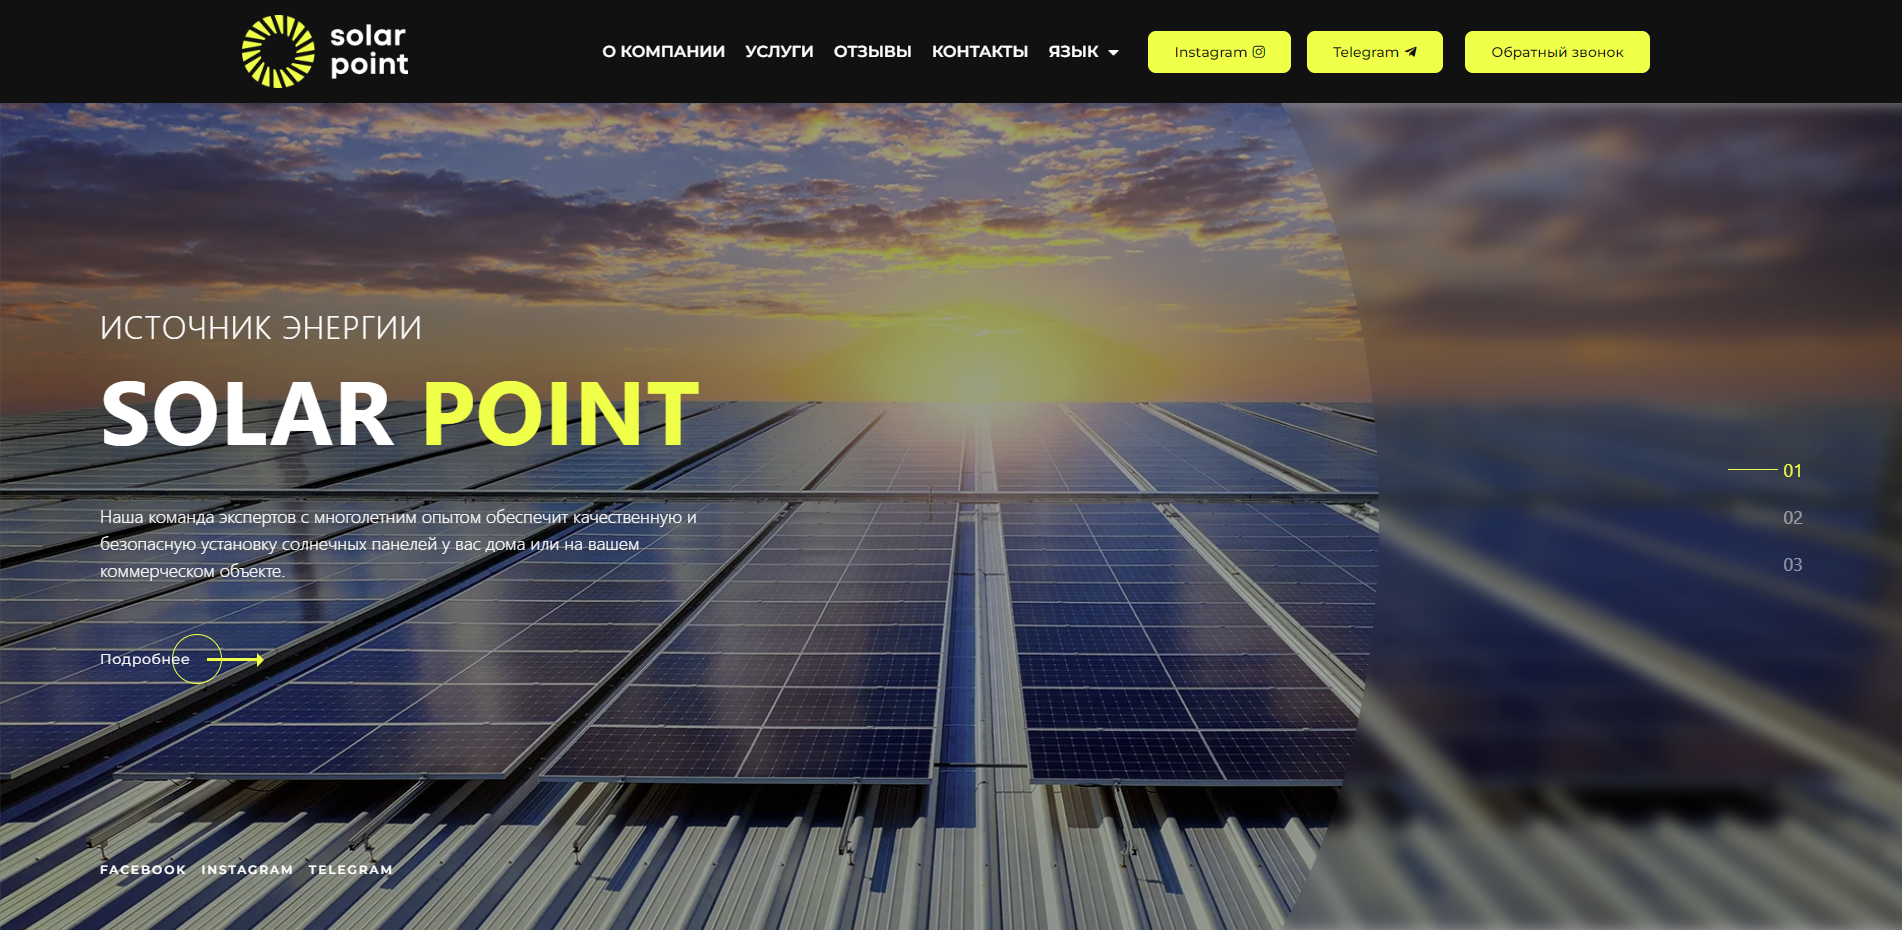 solar
point
О КОМПАНИИ УСЛУГИ ОТЗЫВЫ КОНТАКТЫ ЯЗЫК Instagram Telegram Обратный звонок
ИСТОЧНИК ЭНЕРГИИ
SOLAR POINT
Наша команда экспертов с многолетним опытом обеспечит качественную и
безопасную установку солнечных панелей у вас дома или на вашем
коммерческом объекте.
01
02
03
Подробнее
FACEBOOK INSTAGRAM TELEGRAM